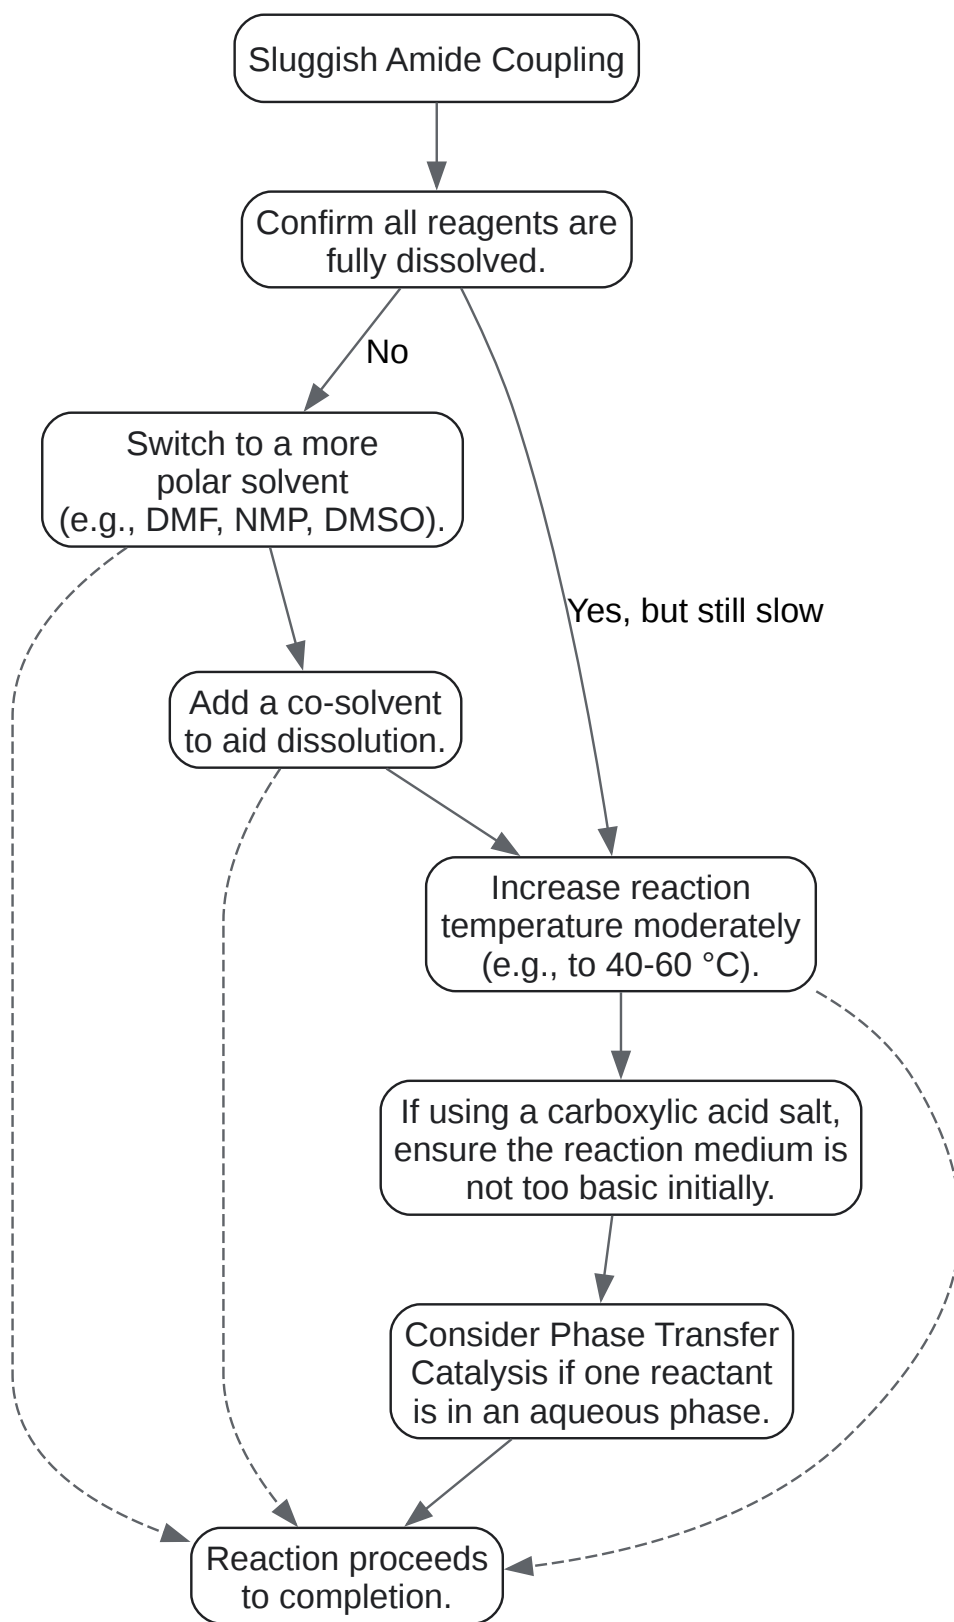 Sluggish Amide Coupling
Confirm all reagents are
fully dissolved.
No
Switch to a more
polar solvent
(e.g., DMF, NMP, DMSO).
Yes, but still slow
Add a co-solvent
to aid dissolution.
Increase reaction
temperature moderately
(e.g., to 40-60 °C).
If using a carboxylic acid salt,
ensure the reaction medium is
not too basic initially.
Consider Phase Transfer
Catalysis if one reactant
is in an aqueous phase.
Reaction proceeds
to completion.